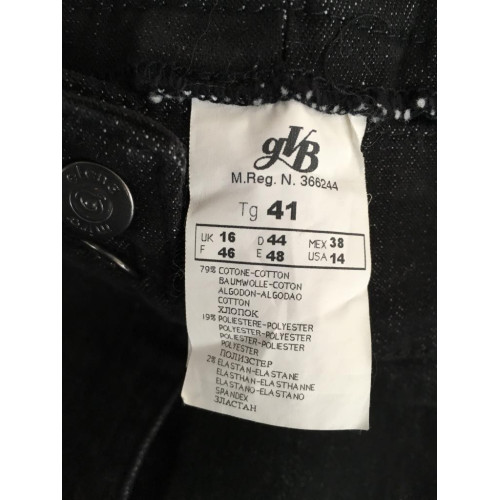 gVB
M.Reg. N. 366244
Tg 41
UK 16 D 44 MEX 38
F 46 E 48 USA 14
79% COTONE-COTTON
BAUMWOLLE-COTON
ALGODON-ALGODAO
COTTON
ХЛОПОК
19% POLIESTERE-POLYESTER
POLYESTER-POLYESTER
POLIESTER-POLIESTER
POLYESTER
ПОЛИЭСТЕР
2% ELASTAN-ELASTANE
ELASTHAN-ELASTHANNE
ELASTANO-ELASTANO
SPANDEX
ЭЛАСТАН